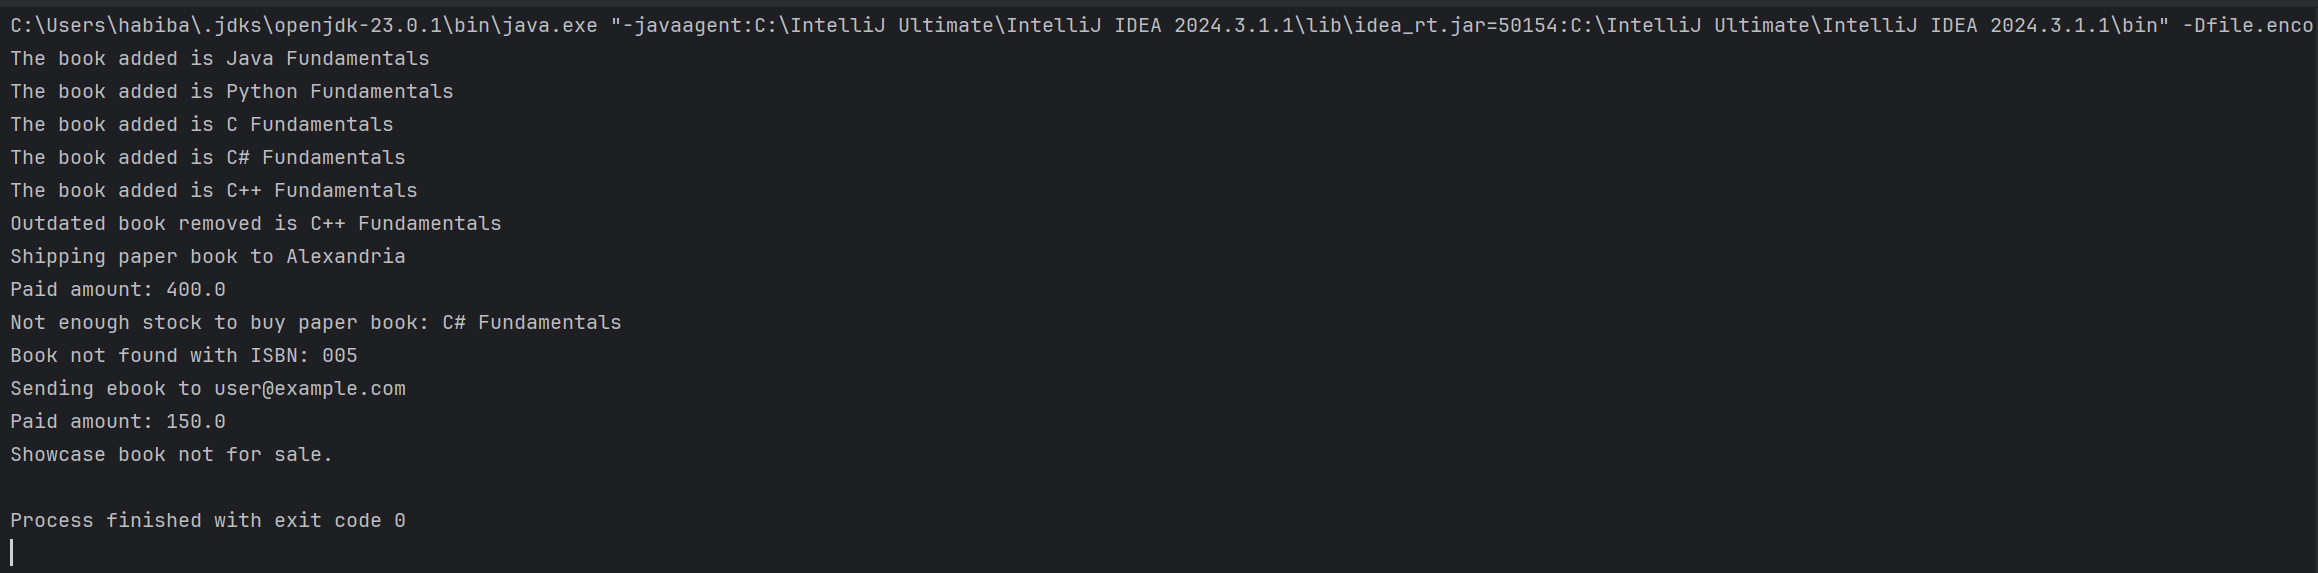 C:\Users\habiba\.jdks\openjdk-23.0.1\bin\java.exe "-javaagent:C:\IntelliJ Ultimate\IntelliJ IDEA 2024.3.1.1\lib\idea_rt.jar=50154:C:\IntelliJ Ultimate\IntelliJ IDEA 2024.3.1.1\bin" -Dfile.enco
The book added is Java Fundamentals
The book added is Python Fundamentals
The book added is C Fundamentals
The book added is C# Fundamentals
The book added is C++ Fundamentals
Outdated book removed is C++ Fundamentals
Shipping paper book to Alexandria
Paid amount: 400.0
Not enough stock to buy paper book: C# Fundamentals
Book not found with ISBN: 005
Sending ebook to user@example.com
Paid amount: 150.0
Showcase book not for sale.
Process finished with exit code 0